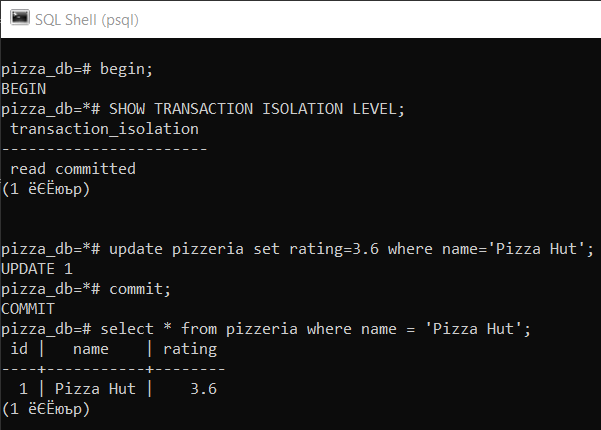 SQL Shell (psql)
pizza_db=# begin;
BEGIN
pizza_db=*# SHOW TRANSACTION ISOLATION LEVEL;
 transaction_isolation
-----------------------
 read committed
(1 ёЄЁюър)
pizza_db=*# update pizzeria set rating=3.6 where name='Pizza Hut';
UPDATE 1
pizza_db=*# commit;
COMMIT
pizza_db=# select * from pizzeria where name = 'Pizza Hut';
 id |   name    | rating
----+-----------+--------
  1 | Pizza Hut |    3.6
(1 ёЄЁюър)